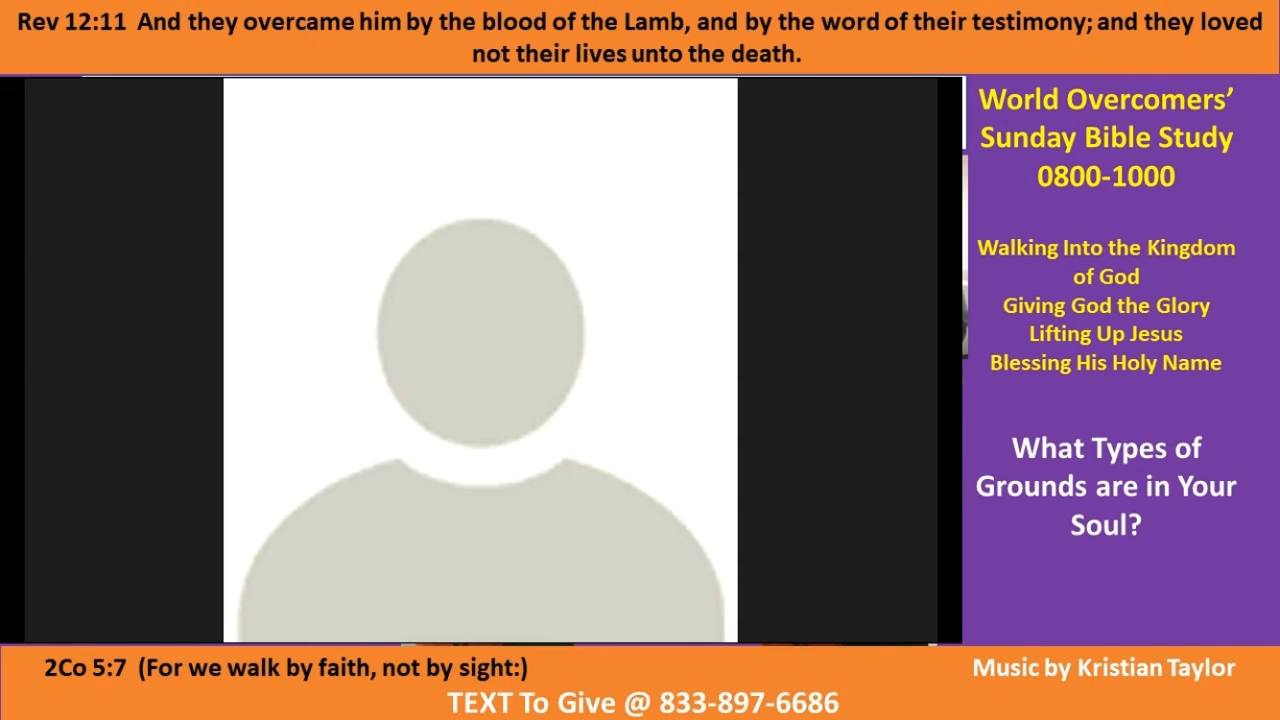 Rev 12:11  And they overcame him by the blood of the Lamb, and by the word of their testimony; and they loved
not their lives unto the death.
World Overcomers’
Sunday Bible Study
0800-1000
Walking Into the Kingdom
of God
Giving God the Glory
Lifting Up Jesus
Blessing His Holy Name
What Types of
Grounds are in Your
Soul?
2Co 5:7  (For we walk by faith, not by sight:)
Music by Kristian Taylor
TEXT To Give @ 833-897-6686